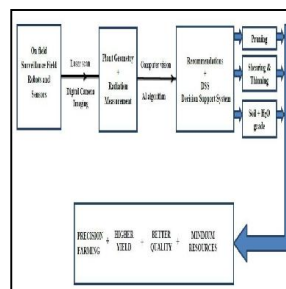 On field
Surveillance Field
Robots and
Sensors
Laser scan
Digital Camera
Imaging
Plant Geometry
+
Radiation
Measurement
Computer vision
AI algorithm
Recommendations
+
DSS
Decision Support System
Pruning
Shearing &
Thinning
Soil + H2O
grade
PRECISION
FARMING
+
HIGHER
YIELD
+
BETTER
QUALITY
+
MINIMUM
RESOURCES